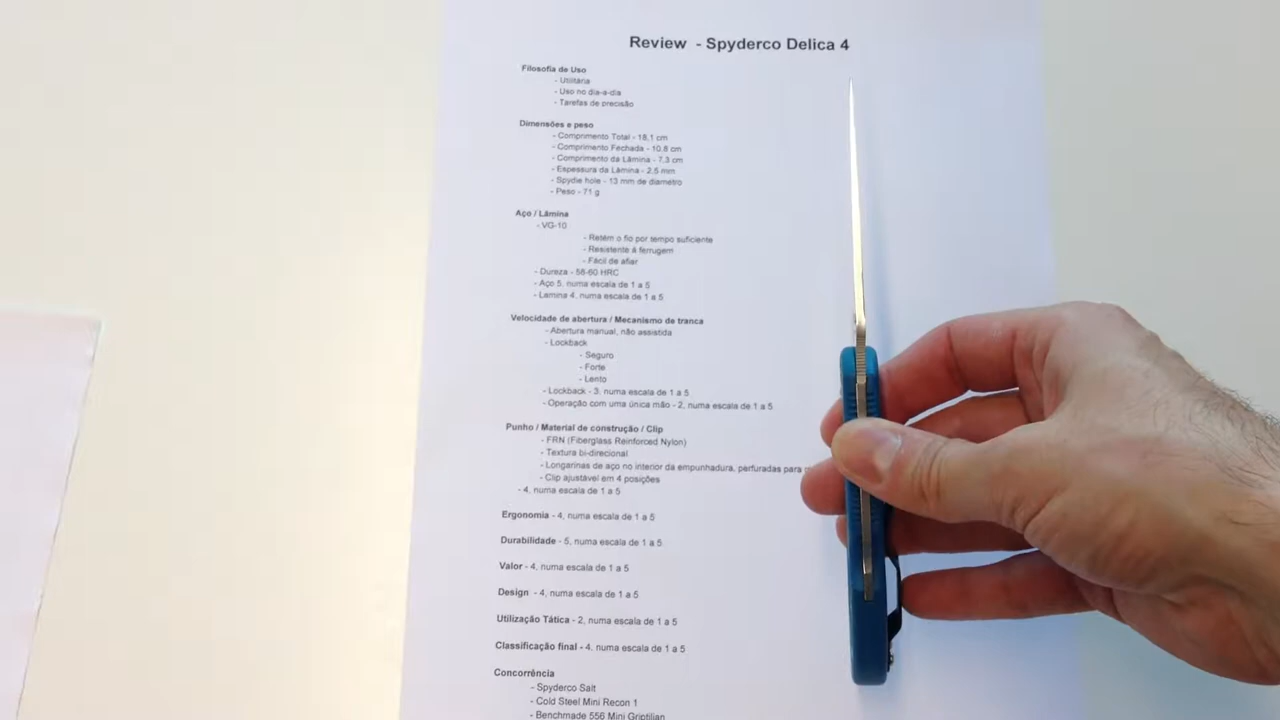 Review - Spyderco Delica 4
Filosofia de Uso
- Utilitária
- Uso no dia-a-dia
- Tarefas de precisão
Dimensões e peso
- Comprimento Total - 18,1 cm
- Comprimento Fechada - 10,8 cm
- Comprimento da Lâmina - 7,3 cm
- Espessura da Lâmina - 2,5 mm
- Spydie hole - 13 mm de diametro
- Peso - 71 g
Aço / Lâmina
- VG-10
- Retém o fio por tempo suficiente
- Resistente à ferrugem
- Fácil de afiar
- Dureza - 58-60 HRC
- Aço 5, numa escala de 1 a 5
- Lamina 4, numa escala de 1 a 5
Velocidade de abertura / Mecanismo de tranca
- Abertura manual, não assistida
- Lockback
- Seguro
- Forte
- Lento
- Lockback - 3, numa escala de 1 a 5
- Operação com uma única mão - 2, numa escala de 1 a 5
Punho / Material de construção / Clip
- FRN (Fiberglass Reinforced Nylon)
- Textura bi-direcional
- Longarinas de aço no interior da empunhadura, perfuradas para
- Clip ajustável em 4 posições
- 4, numa escala de 1 a 5
Ergonomia - 4, numa escala de 1 a 5
Durabilidade - 5, numa escala de 1 a 5
Valor - 4, numa escala de 1 a 5
Design - 4, numa escala de 1 a 5
Utilização Tática - 2, numa escala de 1 a 5
Classificação final - 4, numa escala de 1 a 5
Concorrência
- Spyderco Salt
- Cold Steel Mini Recon 1
- Benchmade 556 Mini Griptilian